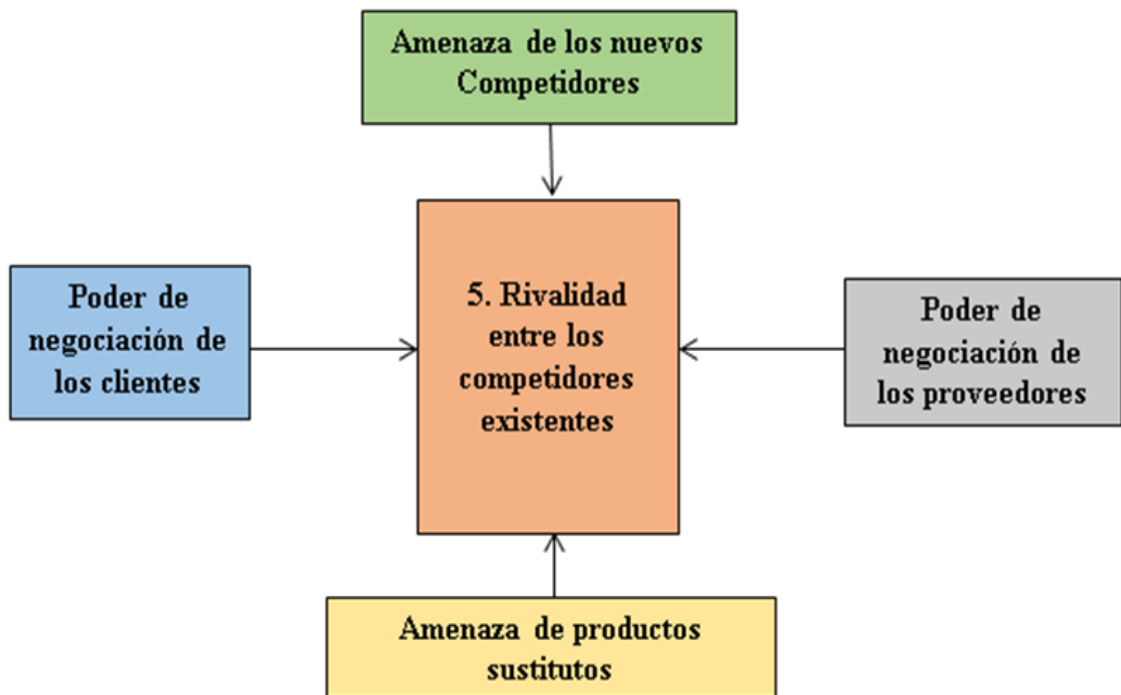 Amenaza de los nuevos
Competidores
Poder de
negociación de
los clientes
5. Rivalidad
entre los
competidores
existentes
Poder de
negociación de
los proveedores
Amenaza de productos
sustitutos